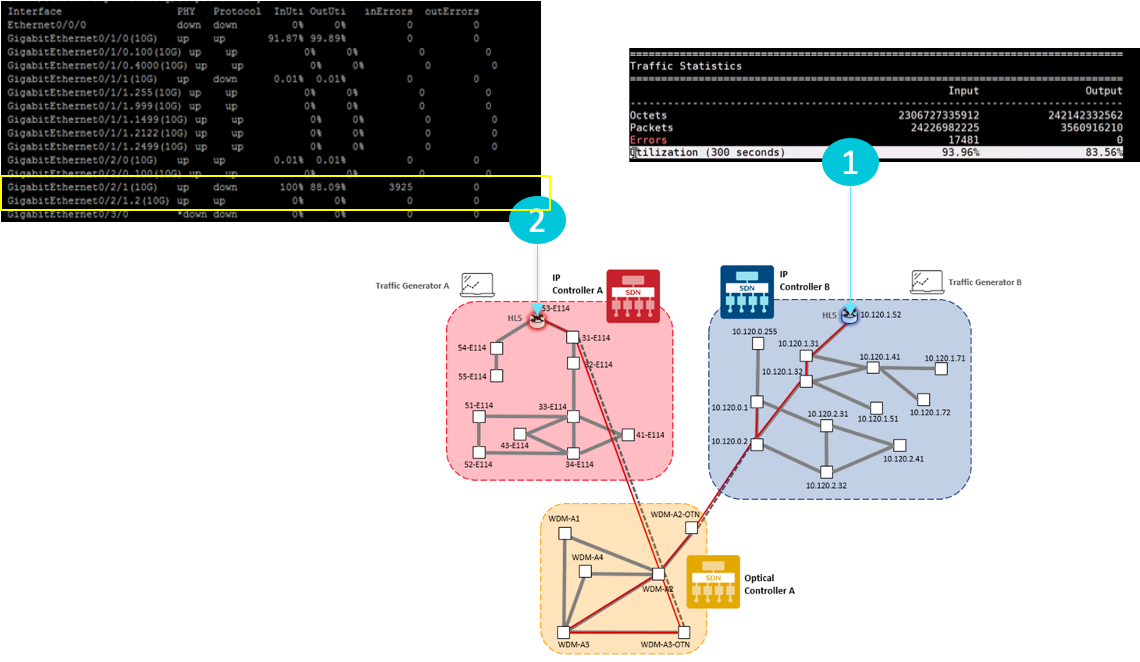 Interface PHY Protocol InUti OutUti inErrors outErrors
Ethernet0/0/0 down down 0% 0% 0 0
GigabitEthernet0/1/0(10G) up up 91.87% 99.89% 0 0
GigabitEthernet0/1/0.100(10G) up up 0% 0% 0 0
GigabitEthernet0/1/0.4000(10G) up up 0% 0% 0 0
GigabitEthernet0/1/1(10G) up down 0.01% 0.01% 0 0
GigabitEthernet0/1/1.255(10G) up up 0% 0% 0 0
GigabitEthernet0/1/1.999(10G) up up 0% 0% 0 0
GigabitEthernet0/1/1.1499(10G) up up 0% 0% 0 0
GigabitEthernet0/1/1.2122(10G) up up 0% 0% 0 0
GigabitEthernet0/1/1.2499(10G) up up 0% 0% 0 0
GigabitEthernet0/2/0(10G) up up 0.01% 0.01% 0 0
GigabitEthernet0/2/0.100(10G) up up 0% 0% 0 0
GigabitEthernet0/2/1(10G) up down 100% 88.09% 3925 0
GigabitEthernet0/2/1.2(10G) up up 0% 0% 0 0
GigabitEthernet0/3/0 *down down 0% 0% 0 0
Traffic Statistics
Input Output
Octets 2306727335912 242142332562
Packets 24226982225 3560916210
Errors 17481 0
Utilization (300 seconds) 93.96% 83.56%
1
2
Traffic Generator A
IP
Controller A
SDN
SDN
IP
Controller B
Traffic Generator B
HL5
53-E114
31-E114
54-E114
32-E114
55-E114
51-E114
33-E114
43-E114
41-E114
52-E114
34-E114
HL5
10.120.1.52
10.120.0.255
10.120.1.31
10.120.1.41
10.120.1.71
10.120.1.32
10.120.0.1
10.120.1.51
10.120.1.72
10.120.2.31
10.120.0.2
10.120.2.41
10.120.2.32
WDM-A1
WDM-A2-OTN
WDM-A4
WDM-A2
WDM-A3
WDM-A3-OTN
SDN
Optical
Controller A